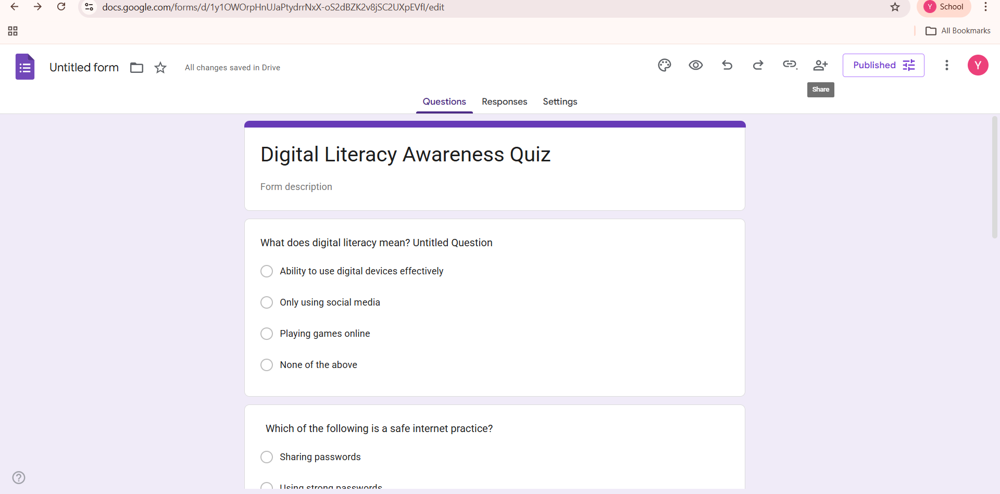 docs.google.com/forms/d/1y1OWOrpHnUJaPtydrrNxX-oS2dBZK2v8jSC2UXpEVfI/edit
Y School
All Bookmarks
Untitled form
All changes saved in Drive
Published
Y
Share
Questions Responses Settings
Digital Literacy Awareness Quiz
Form description
What does digital literacy mean? Untitled Question
Ability to use digital devices effectively
Only using social media
Playing games online
None of the above
Which of the following is a safe internet practice?
Sharing passwords
Using strong passwords